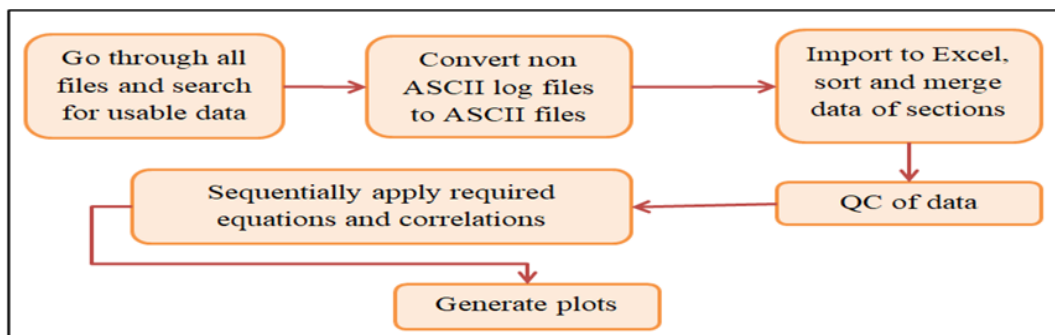 Go through all
files and search
for usable data
Convert non
ASCII log files
to ASCII files
Import to Excel,
sort and merge
data of sections
QC of data
Sequentially apply required
equations and correlations
Generate plots